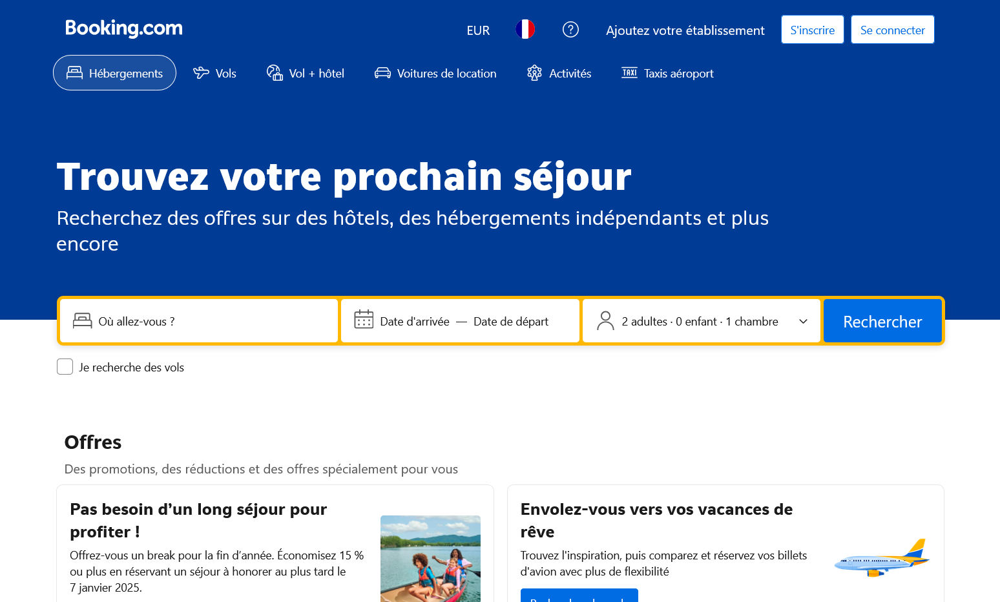 Booking.com
EUR
Ajoutez votre établissement
S'inscrire
Se connecter
Hébergements
Vols
Vol + hôtel
Voitures de location
Activités
TAXI
Taxis aéroport
Trouvez votre prochain séjour
Recherchez des offres sur des hôtels, des hébergements indépendants et plus
encore
Où allez-vous ?
Date d'arrivée — Date de départ
2 adultes · 0 enfant · 1 chambre
Rechercher
Je recherche des vols
Offres
Des promotions, des réductions et des offres spécialement pour vous
Pas besoin d’un long séjour pour
profiter !
Offrez-vous un break pour la fin d’année. Économisez 15 %
ou plus en réservant un séjour à honorer au plus tard le
7 janvier 2025.
Envolez-vous vers vos vacances de
rêve
Trouvez l'inspiration, puis comparez et réservez vos billets
d'avion avec plus de flexibilité